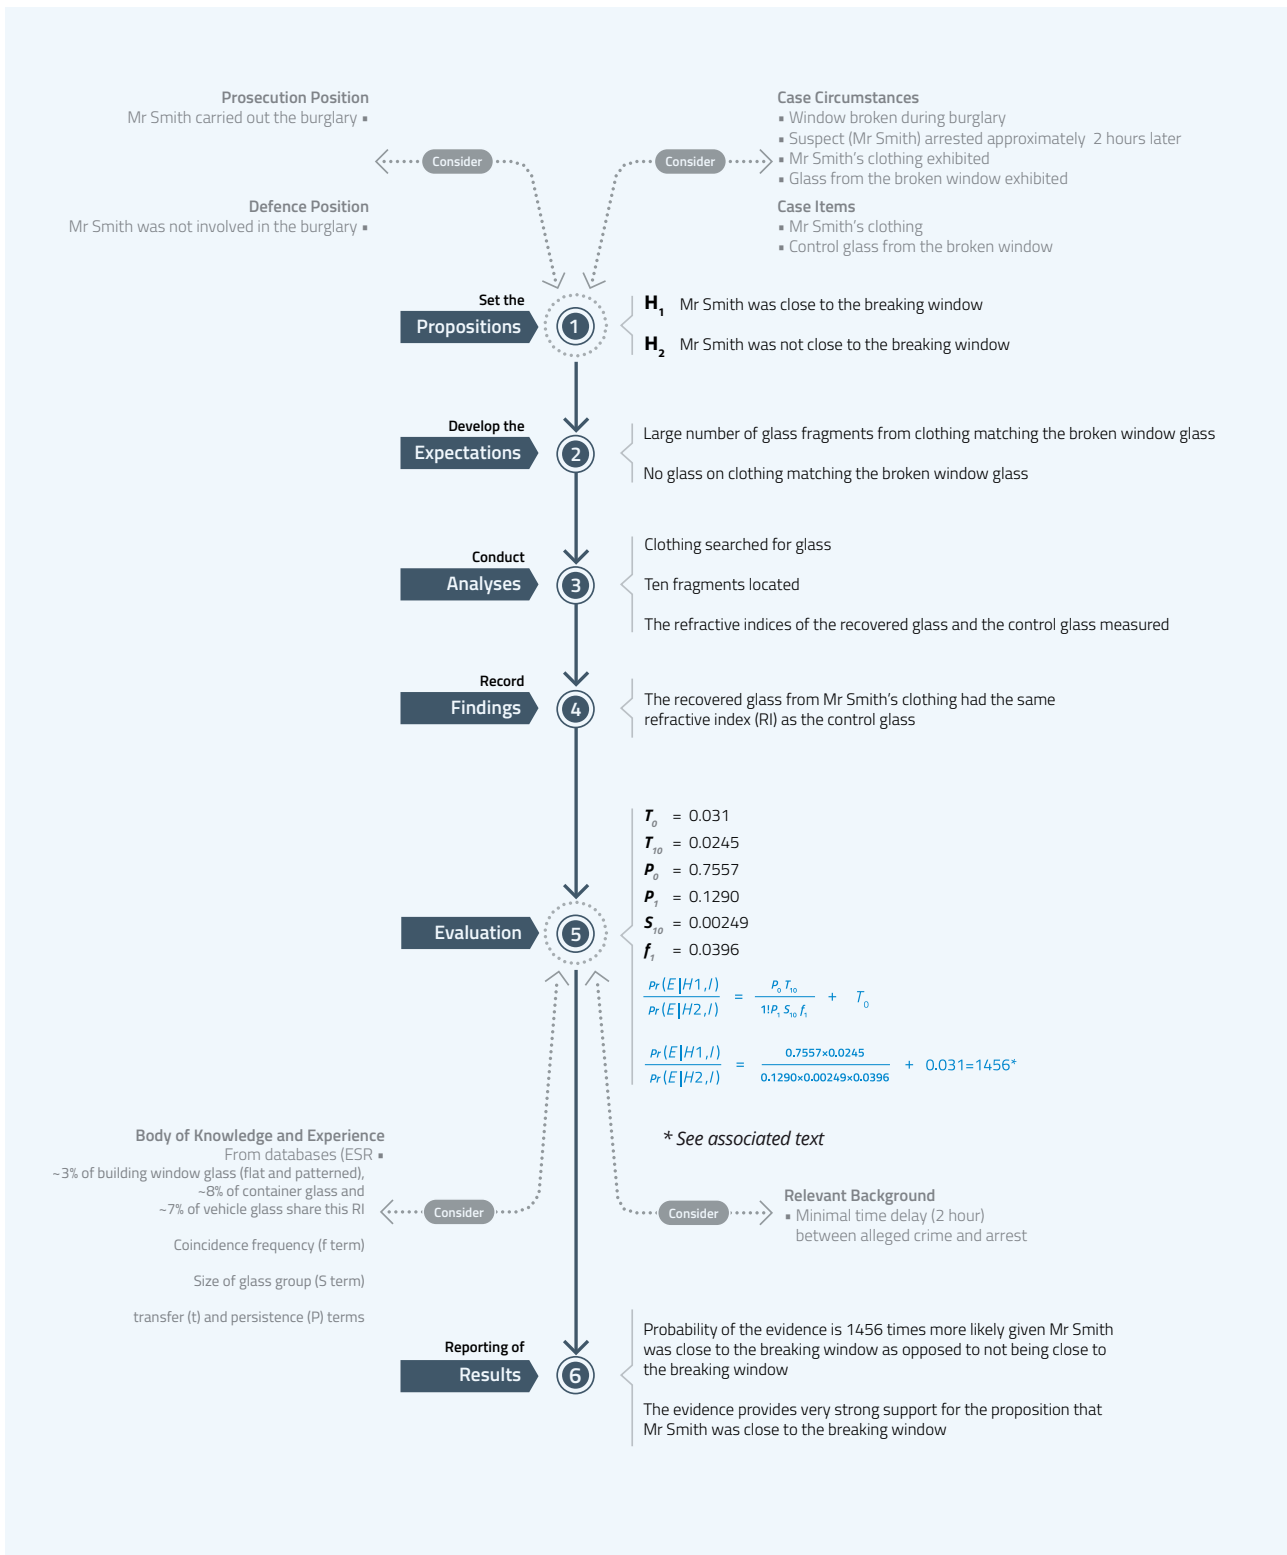 Prosecution Position
Mr Smith carried out the burglary ▪
Consider
Defence Position
Mr Smith was not involved in the burglary ▪
Case Circumstances
▪ Window broken during burglary
▪ Suspect (Mr Smith) arrested approximately 2 hours later
▪ Mr Smith's clothing exhibited
▪ Glass from the broken window exhibited
Consider
Case Items
▪ Mr Smith's clothing
▪ Control glass from the broken window
Set the
Propositions
1
H1 Mr Smith was close to the breaking window
H2 Mr Smith was not close to the breaking window
Develop the
Expectations
2
Large number of glass fragments from clothing matching the broken window glass
No glass on clothing matching the broken window glass
Conduct
Analyses
3
Clothing searched for glass
Ten fragments located
The refractive indices of the recovered glass and the control glass measured
Record
Findings
4
The recovered glass from Mr Smith's clothing had the same
refractive index (RI) as the control glass
Evaluation
5
T0 = 0.031
T10 = 0.0245
P0 = 0.7557
P1 = 0.1290
S10 = 0.00249
f1 = 0.0396
Pr(E|H1,I) P0 T10
= + T0
Pr(E|H2,I) 1!P1 S10 f1
Pr(E|H1,I) 0.7557×0.0245
= + 0.031=1456*
Pr(E|H2,I) 0.1290×0.00249×0.0396
* See associated text
Body of Knowledge and Experience
From databases (ESR ▪
~3% of building window glass (flat and patterned),
~8% of container glass and
~7% of vehicle glass share this RI
Coincidence frequency (f term)
Size of glass group (S term)
transfer (t) and persistence (P) terms
Consider
Consider
Relevant Background
▪ Minimal time delay (2 hour)
between alleged crime and arrest
Reporting of
Results
6
Probability of the evidence is 1456 times more likely given Mr Smith
was close to the breaking window as opposed to not being close to
the breaking window
The evidence provides very strong support for the proposition that
Mr Smith was close to the breaking window